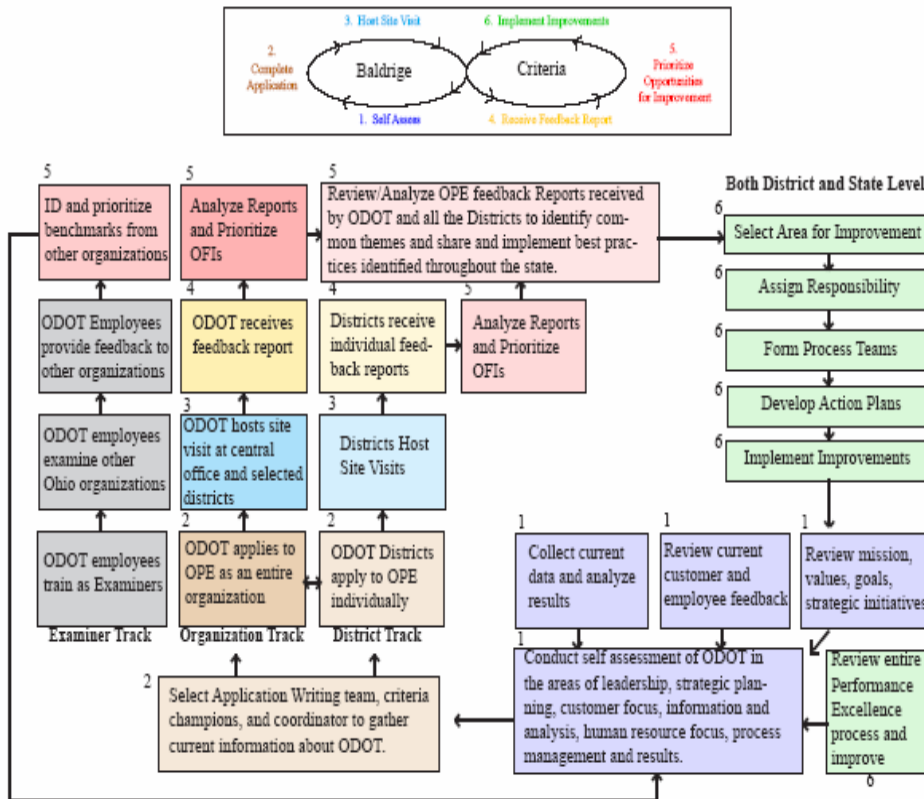 3. Host Site Visit
6. Implement Improvements
2.
Complete
Application
Baldrige
Criteria
5.
Prioritize
Opportunities
for Improvement
1. Self Assess
4. Receive Feedback Report
5
ID and prioritize
benchmarks from
other organizations
5
Analyze Reports
and Prioritize
OFIs
5
Review/Analyze OPE feedback Reports received
by ODOT and all the Districts to identify com-
mon themes and share and implement best prac-
tices identified throughout the state.
Both District and State Level
6
Select Area for Improvement
6
Assign Responsibility
6
Form Process Teams
6
Develop Action Plans
6
Implement Improvements
ODOT Employees
provide feedback to
other organizations
4
ODOT receives
feedback report
4
Districts receive
individual feed-
back reports
5
Analyze Reports
and Prioritize
OFIs
ODOT employees
examine other
Ohio organizations
3
ODOT hosts site
visit at central
office and selected
districts
3
Districts Host
Site Visits
ODOT employees
train as Examiners
Examiner Track
2
ODOT applies to
OPE as an entire
organization
Organization Track
2
ODOT Districts
apply to OPE
individually
District Track
1
Collect current
data and analyze
results
1
Review current
customer and
employee feedback
1
Review mission,
values, goals,
strategic initiatives
2
Select Application Writing team, criteria
champions, and coordinator to gather
current information about ODOT.
1
Conduct self assessment of ODOT in
the areas of leadership, strategic plan-
ning, customer focus, information and
analysis, human resource focus, process
management and results.
Review entire
Performance
Excellence
process and
improve
6